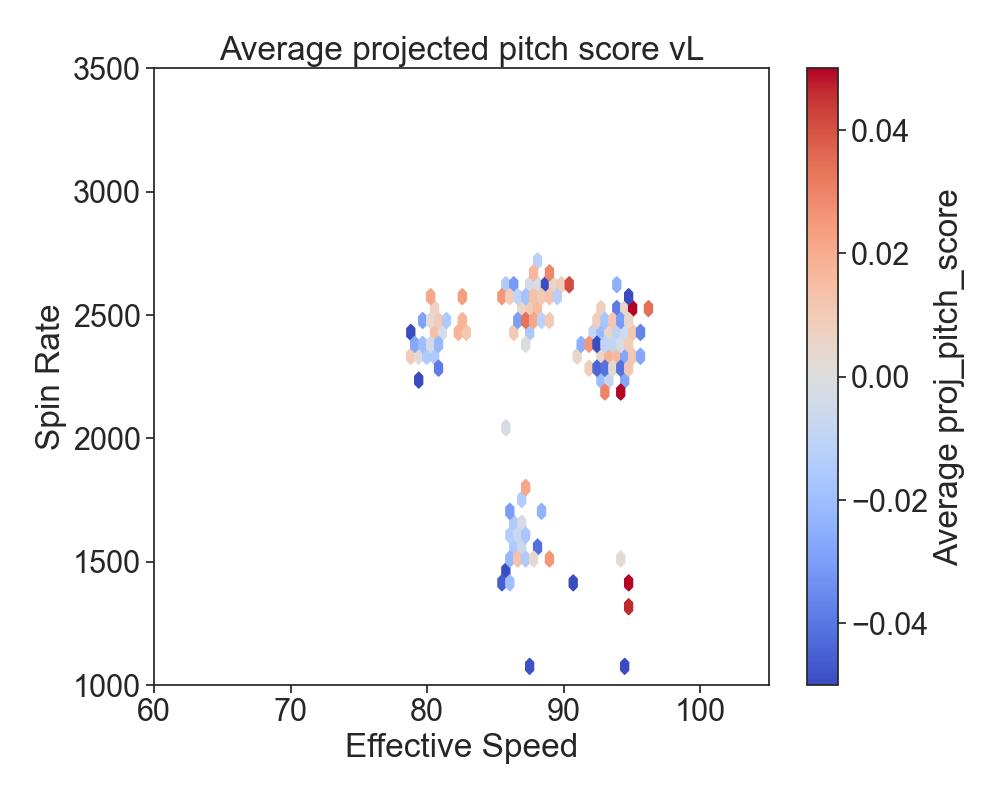 Average projected pitch score vL
3500
3000
2500
2000
1500
1000
Spin Rate
60 70 80 90 100
Effective Speed
0.04
0.02
0.00
−0.02
−0.04
Average proj_pitch_score